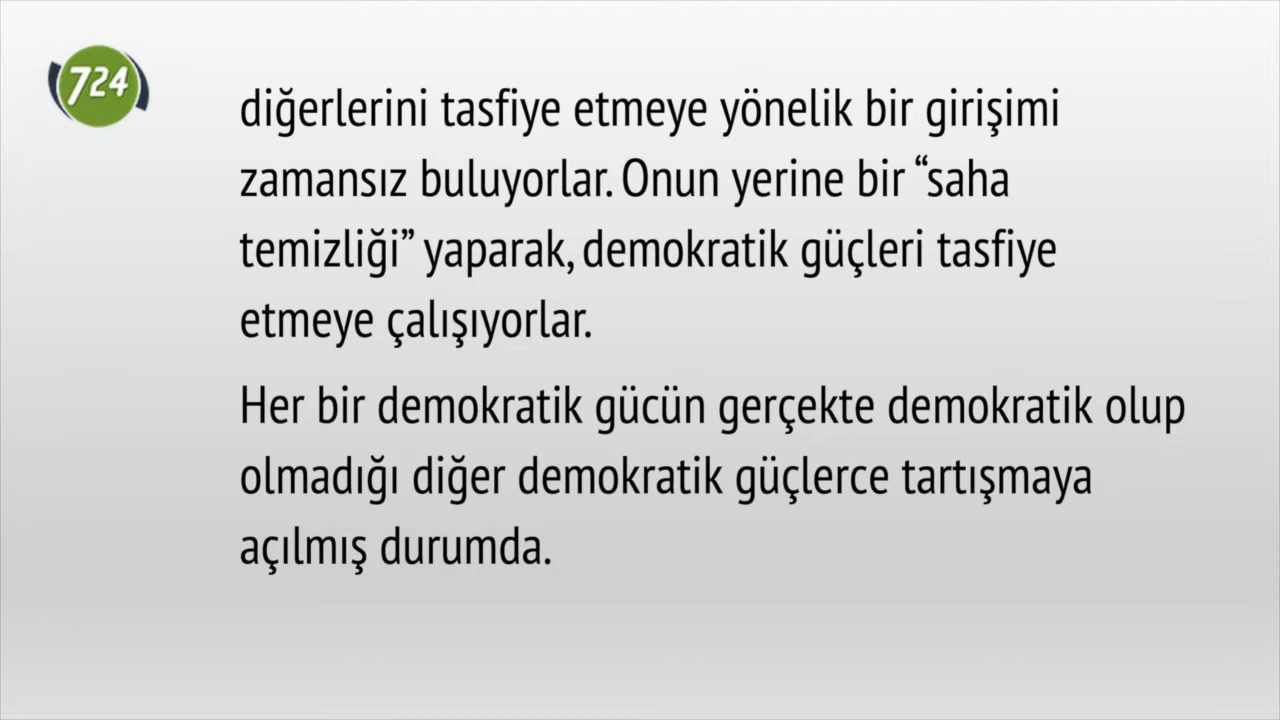 724
diğerlerini tasfiye etmeye yönelik bir girişimi
zamansız buluyorlar. Onun yerine bir “saha
temizliği” yaparak, demokratik güçleri tasfiye
etmeye çalışıyorlar.
Her bir demokratik gücün gerçekte demokratik olup
olmadığı diğer demokratik güçlerce tartışmaya
açılmış durumda.